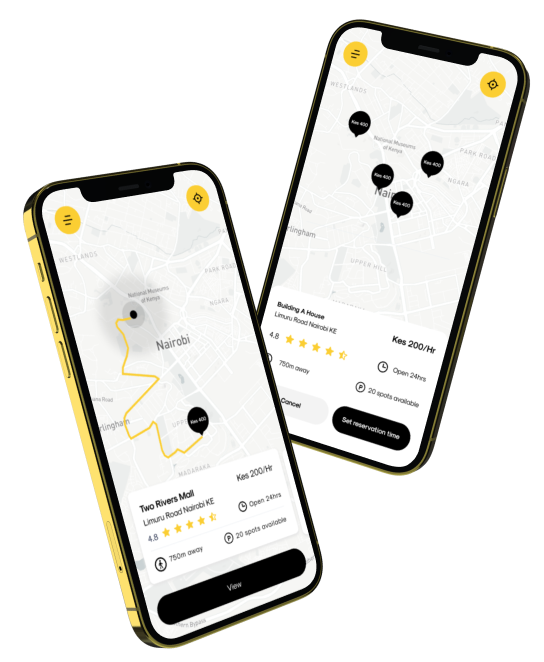 WESTLANDS
Kes 400
National Museums
of Kenya
PARK ROAD
Kes 400
NGARA
Kes 400
Kes 400
UPPER HILL
Building A House
Limuru Road Nairobi KE
Kes 200/Hr
4.8
Open 24hrs
750m away
P 20 spots available
Cancel
Set reservation time
WESTLANDS
PARK ROAD
National Museums
of Kenya
NGARA
Nairobi
Kes 400
MADARAKA
Two Rivers Mall
Kes 200/Hr
Limuru Road Nairobi KE
4.8
Open 24hrs
750m away
P 20 spots available
View